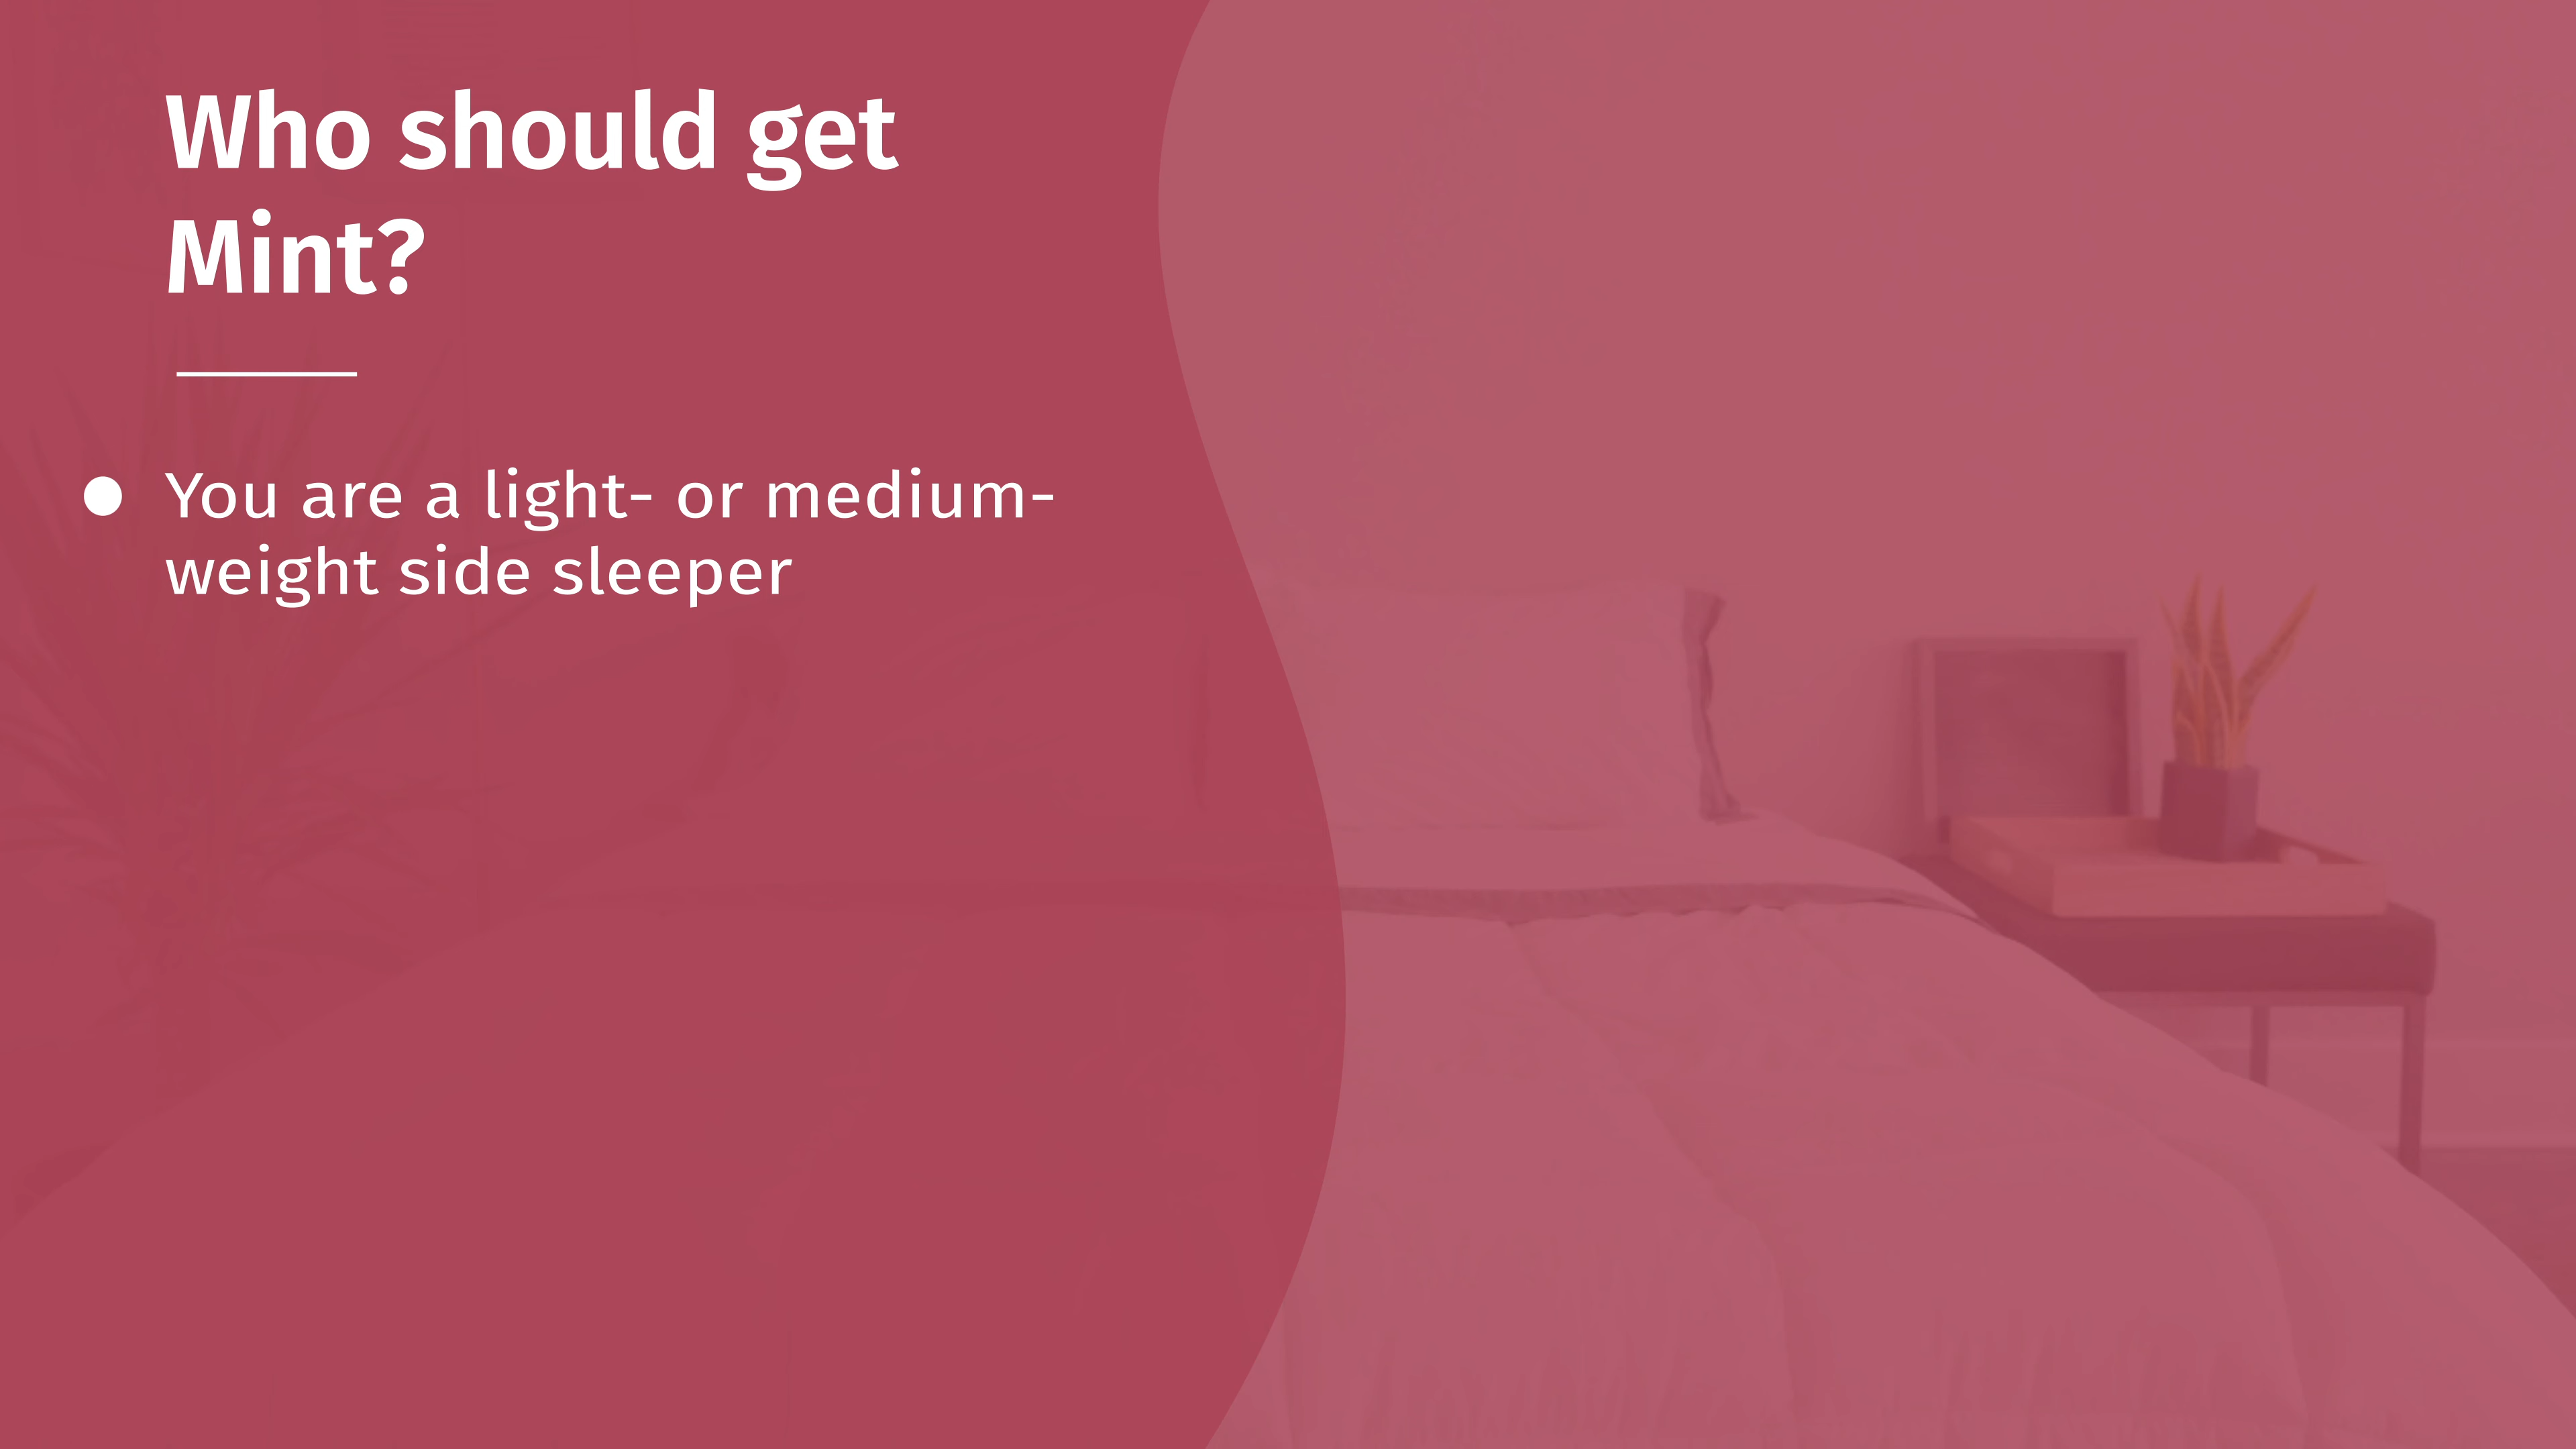 Who should get
Mint?
● You are a light- or medium-
weight side sleeper